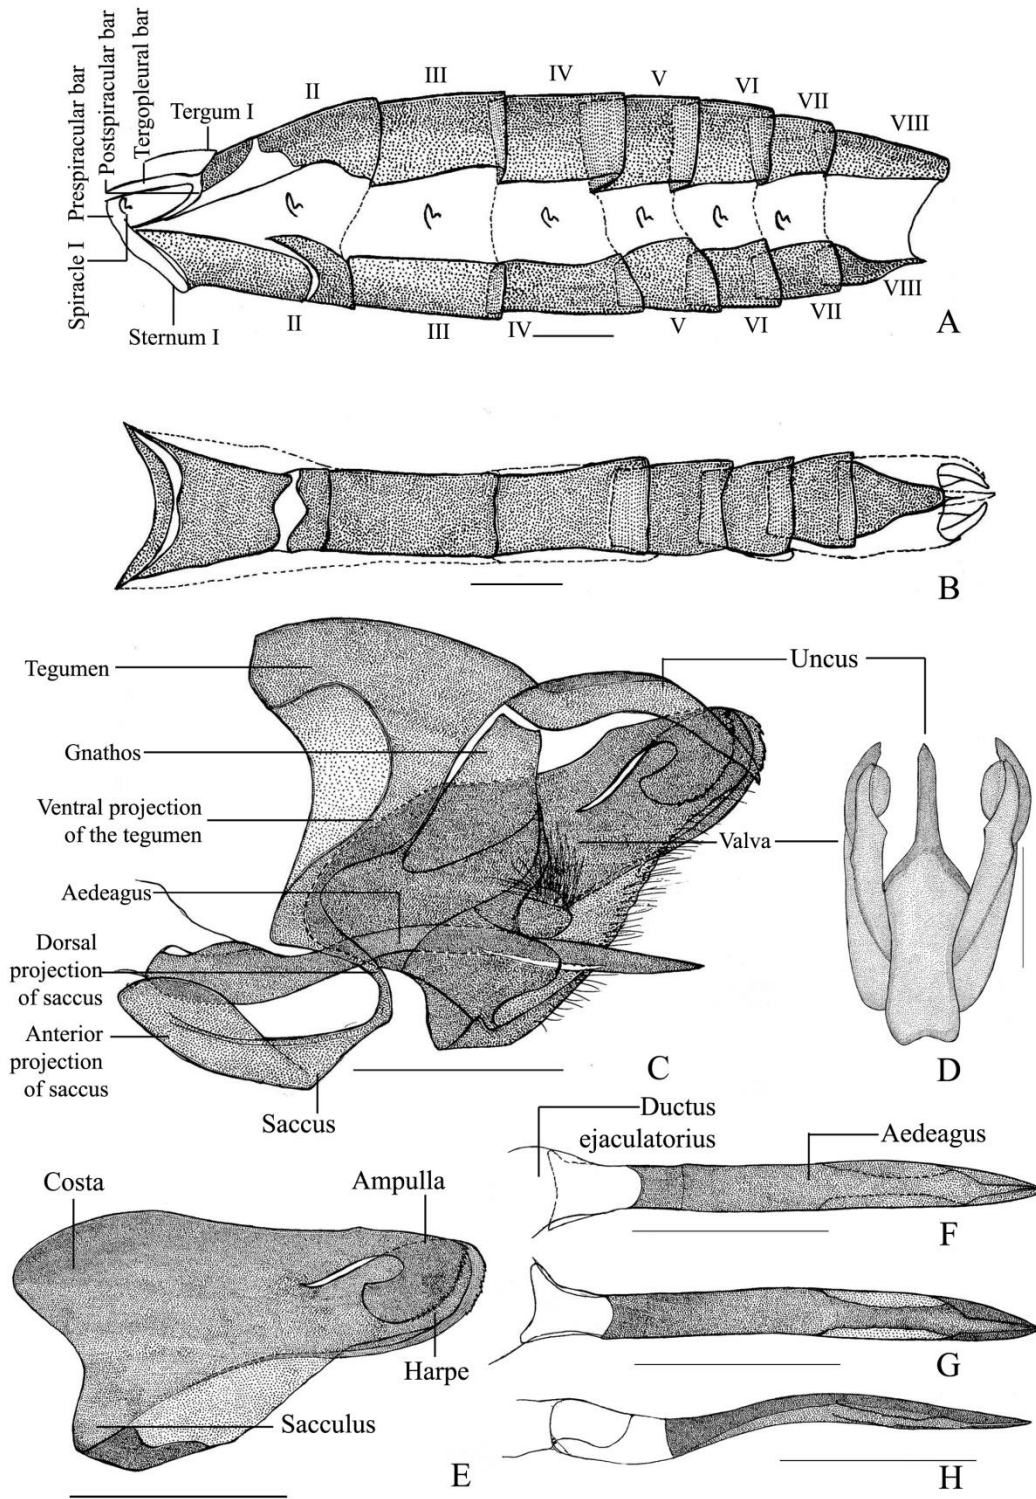 Prespiracular bar
Postspiracular bar
Tergopleural bar
Tergum I
II
III
IV
V
VI
VII
VIII
Spiracle I
Sternum I
II
III
IV
V
VI
VII
VIII
A
B
Tegumen
Gnathos
Ventral projection
of the tegumen
Aedeagus
Dorsal
projection
of saccus
Anterior
projection
of saccus
Saccus
Uncus
Valva
C
D
Costa
Ampulla
Harpe
Sacculus
E
Ductus
ejaculatorius
Aedeagus
F
G
H